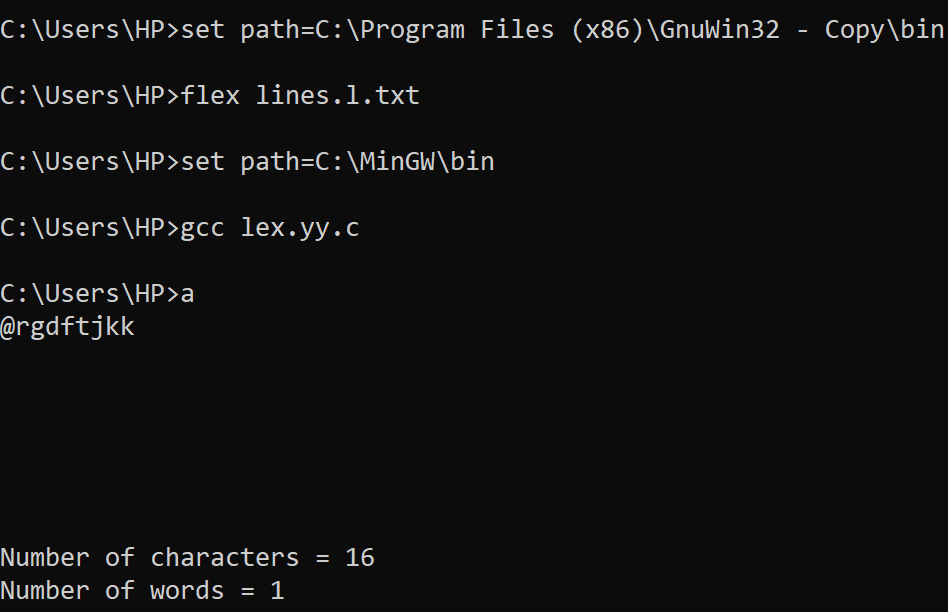 C:\Users\HP>set path=C:\Program Files (x86)\GnuWin32 - Copy\bin
C:\Users\HP>flex lines.l.txt
C:\Users\HP>set path=C:\MinGW\bin
C:\Users\HP>gcc lex.yy.c
C:\Users\HP>a
@rgdftjkk
Number of characters = 16
Number of words = 1